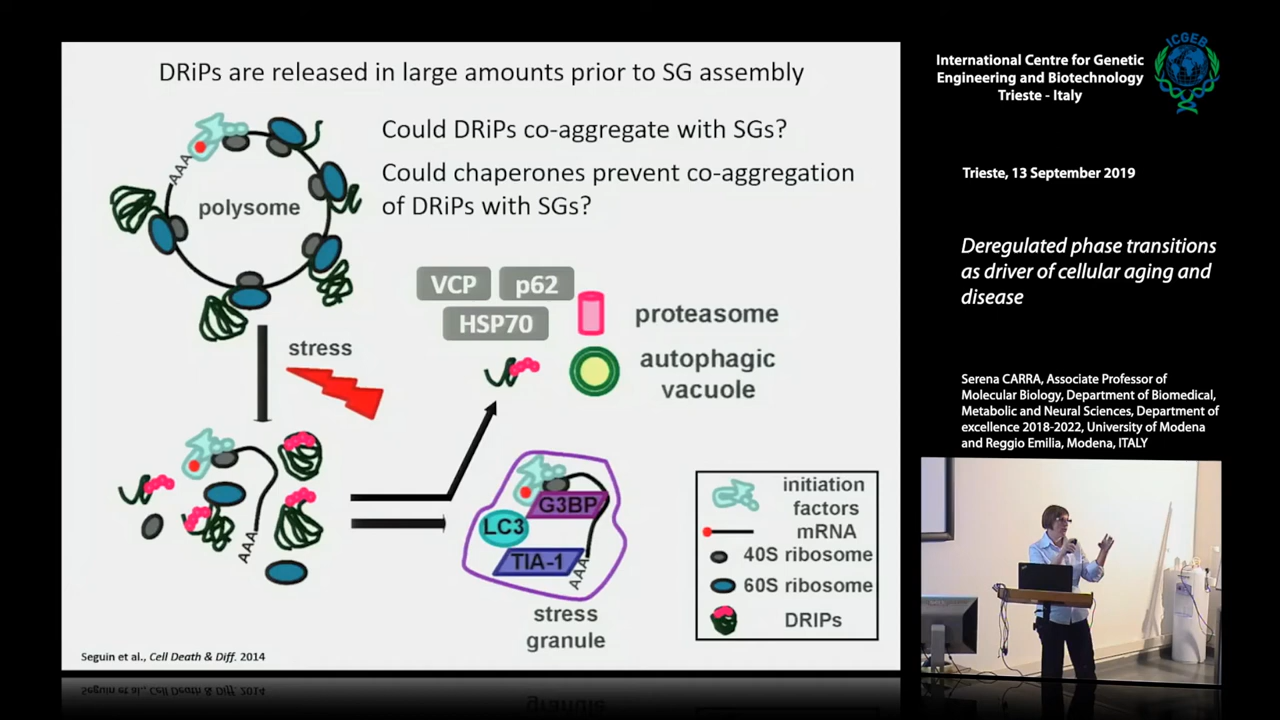 DRiPs are released in large amounts prior to SG assembly
Could DRiPs co-aggregate with SGs?
Could chaperones prevent co-aggregation
of DRiPs with SGs?
AAA
polysome
VCP
p62
HSP70
proteasome
autophagic
vacuole
stress
AAA
G3BP
LC3
TIA-1
AAA
stress
granule
initiation
factors
mRNA
40S ribosome
60S ribosome
DRIPs
Seguin et al., Cell Death & Diff. 2014
International Centre for Genetic
Engineering and Biotechnology
Trieste - Italy
ICGEB
Trieste, 13 September 2019
Deregulated phase transitions
as driver of cellular aging and
disease
Serena CARRA, Associate Professor of
Molecular Biology, Department of Biomedical,
Metabolic and Neural Sciences, Department of
excellence 2018-2022, University of Modena
and Reggio Emilia, Modena, ITALY